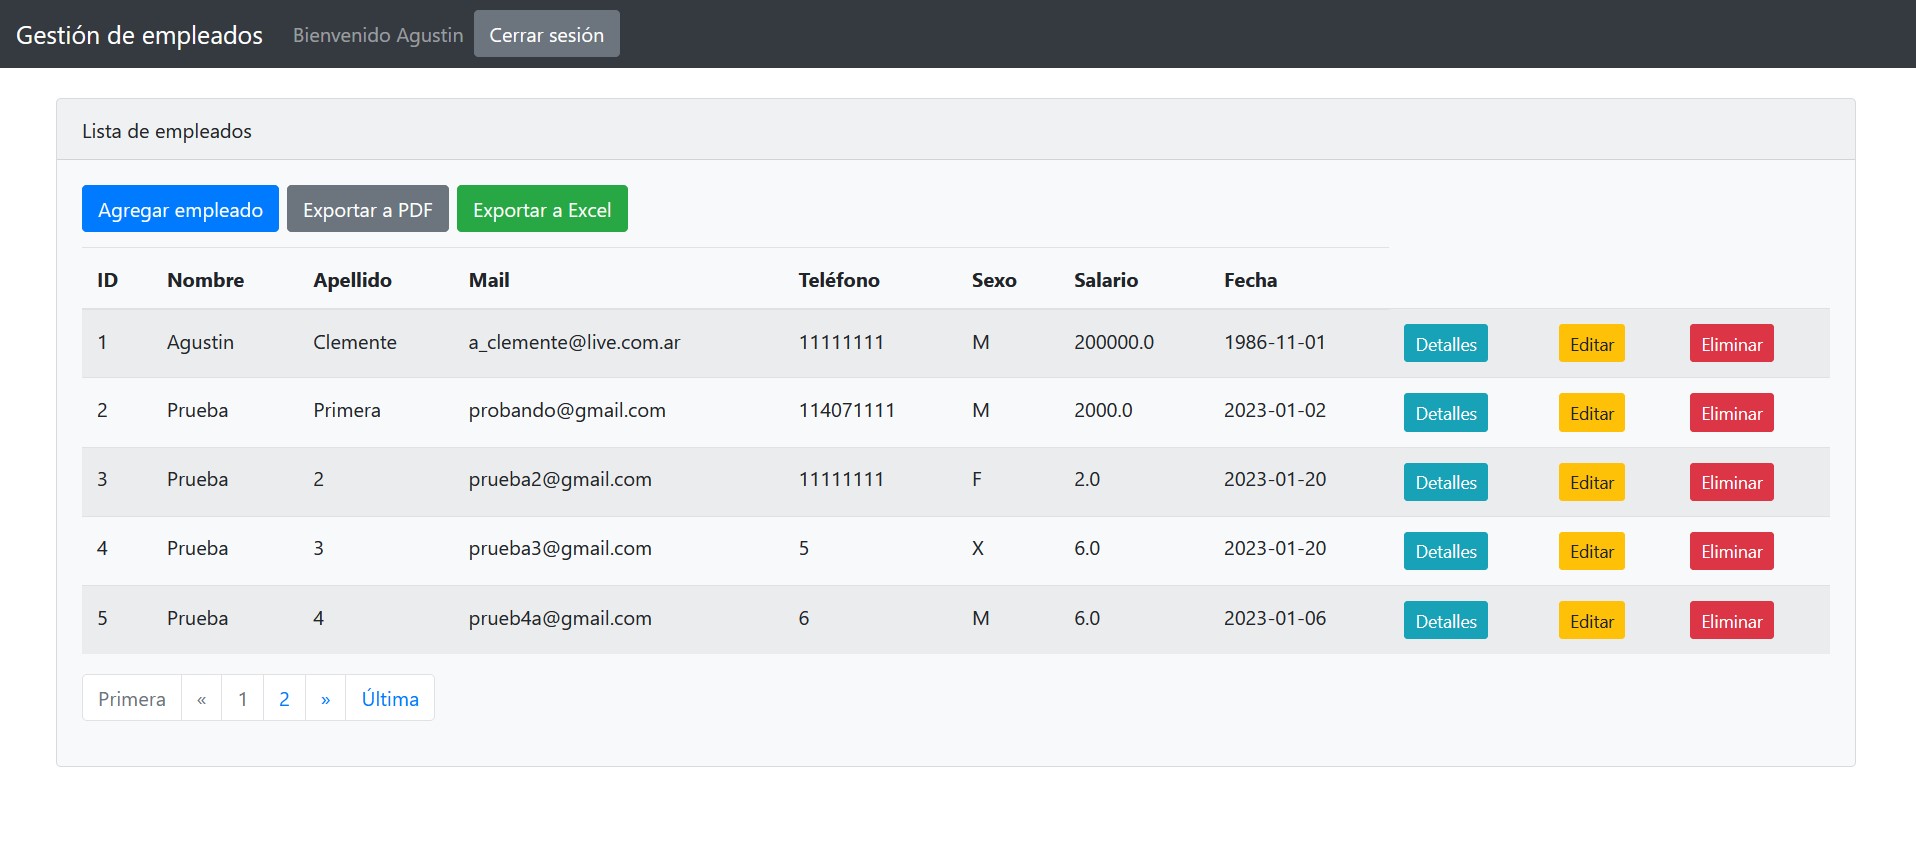 Gestión de empleados Bienvenido Agustin Cerrar sesión
Lista de empleados
Agregar empleado Exportar a PDF Exportar a Excel
ID Nombre Apellido Mail Teléfono Sexo Salario Fecha
1 Agustin Clemente a_clemente@live.com.ar 11111111 M 200000.0 1986-11-01 Detalles Editar Eliminar
2 Prueba Primera probando@gmail.com 114071111 M 2000.0 2023-01-02 Detalles Editar Eliminar
3 Prueba 2 prueba2@gmail.com 11111111 F 2.0 2023-01-20 Detalles Editar Eliminar
4 Prueba 3 prueba3@gmail.com 5 X 6.0 2023-01-20 Detalles Editar Eliminar
5 Prueba 4 prueb4a@gmail.com 6 M 6.0 2023-01-06 Detalles Editar Eliminar
Primera « 1 2 » Última